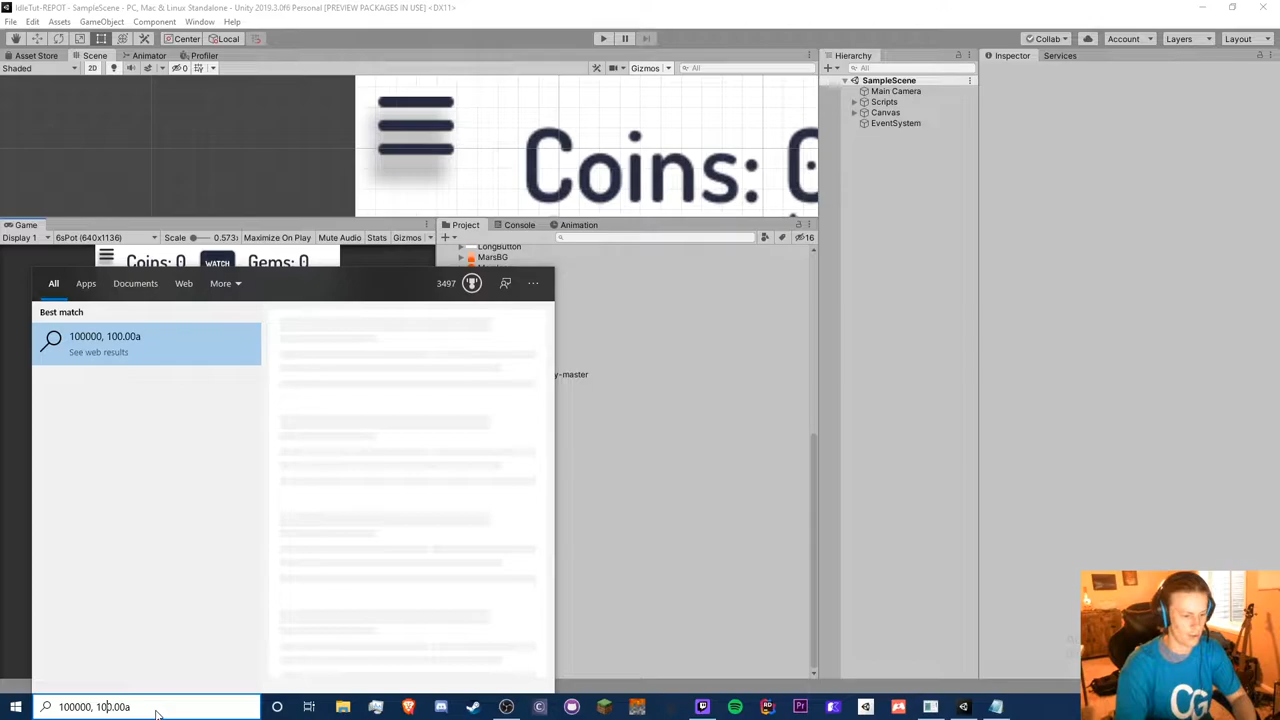 IdleTut-REPOT - SampleScene - PC, Mac & Linux Standalone - Unity 2019.3.0f6 Personal [PREVIEW PACKAGES IN USE] <DX11>
File Edit Assets GameObject Component Window Help
Center Local Collab Account Layers Layout
Asset Store Scene Animator Profiler Hierarchy Inspector Services
Shaded 2D 0 Gizmos All All
SampleScene
Main Camera
Scripts
Canvas
EventSystem
Coins:
Game Project Console Animation
Display 1 6sPot (640x1136) Scale 0.573 Maximize On Play Mute Audio Stats Gizmos 16
LongButton
MarsBG
Coins: 0 WATCH Gems: 0
All Apps Documents Web More 3497
Best match
100000, 100.00a
See web results
y-master
CG
100000, 100.00a